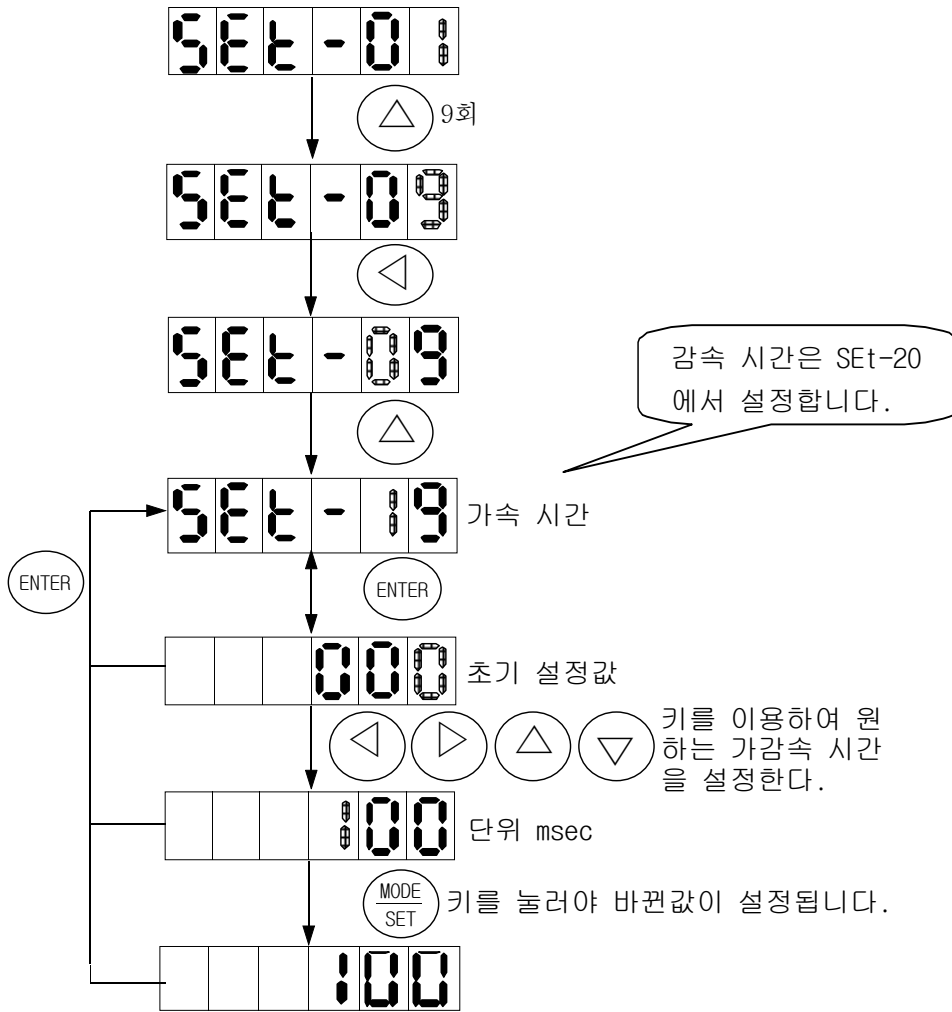 SEt-01
9회
SEt-09
SEt-09
감속 시간은 SEt-20
에서 설정합니다.
SEt-19 가속 시간
ENTER
ENTER
000 초기 설정값
키를 이용하여 원
하는 가감속 시간
을 설정한다.
100 단위 msec
MODE
SET
키를 눌러야 바뀐값이 설정됩니다.
100